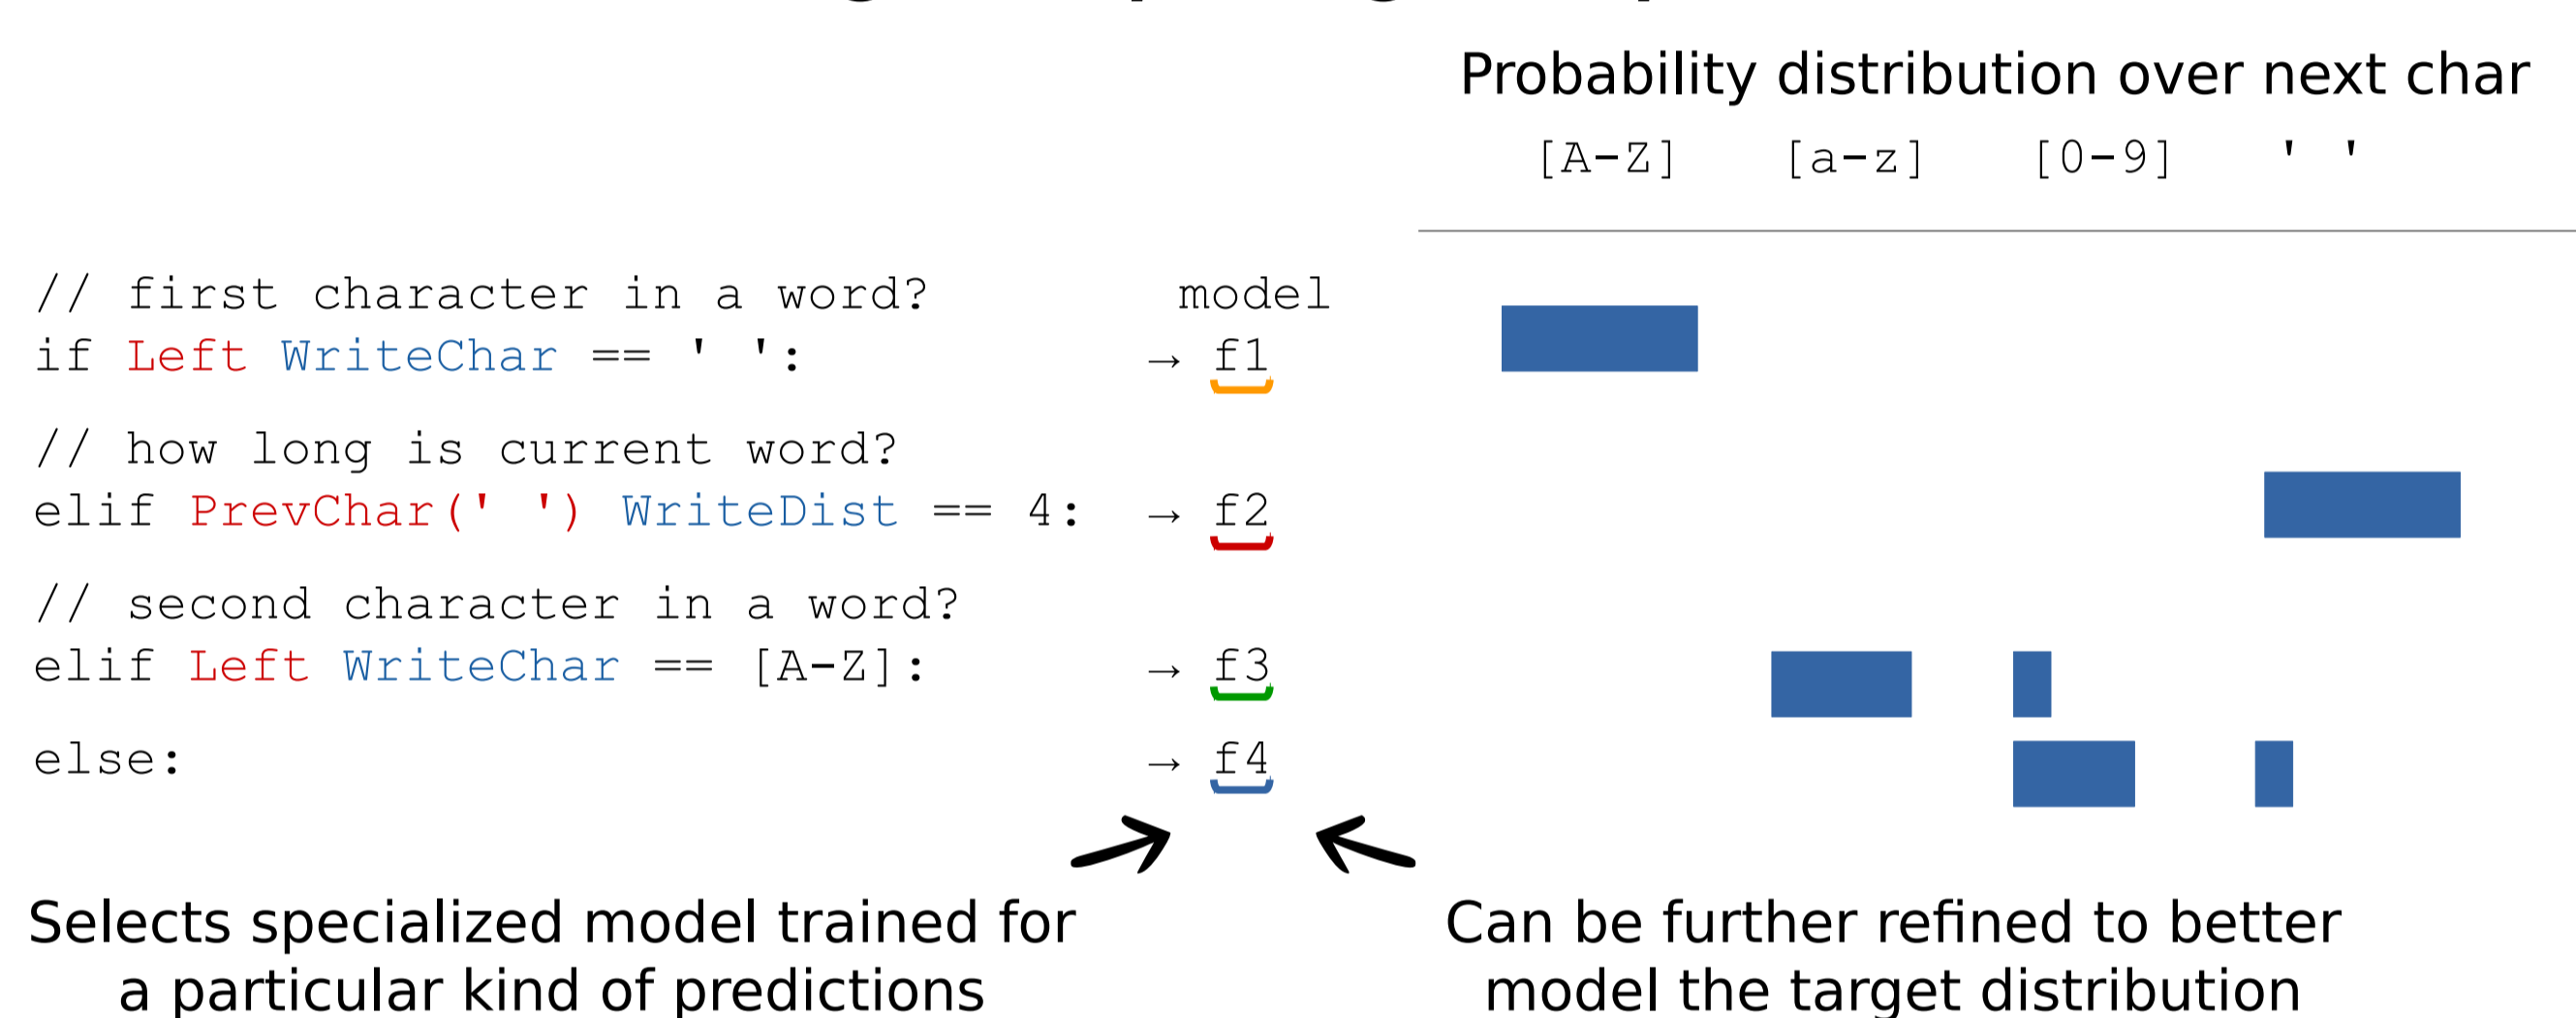 Probability distribution over next char
[A-Z] [a-z] [0-9] ' '
// first character in a word? model
if Left WriteChar == ' ': → f1
// how long is current word?
elif PrevChar(' ') WriteDist == 4: → f2
// second character in a word?
elif Left WriteChar == [A-Z]: → f3
else: → f4
Selects specialized model trained for
a particular kind of predictions
Can be further refined to better
model the target distribution